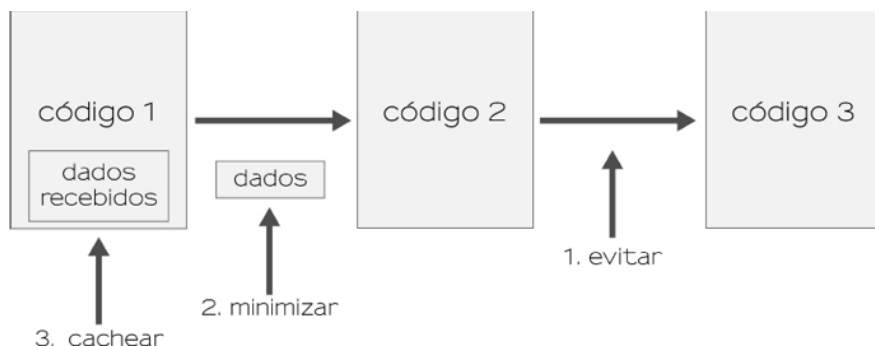 código 1
código 2
código 3
dados
recebidos
dados
1. evitar
2. minimizar
3. cachear